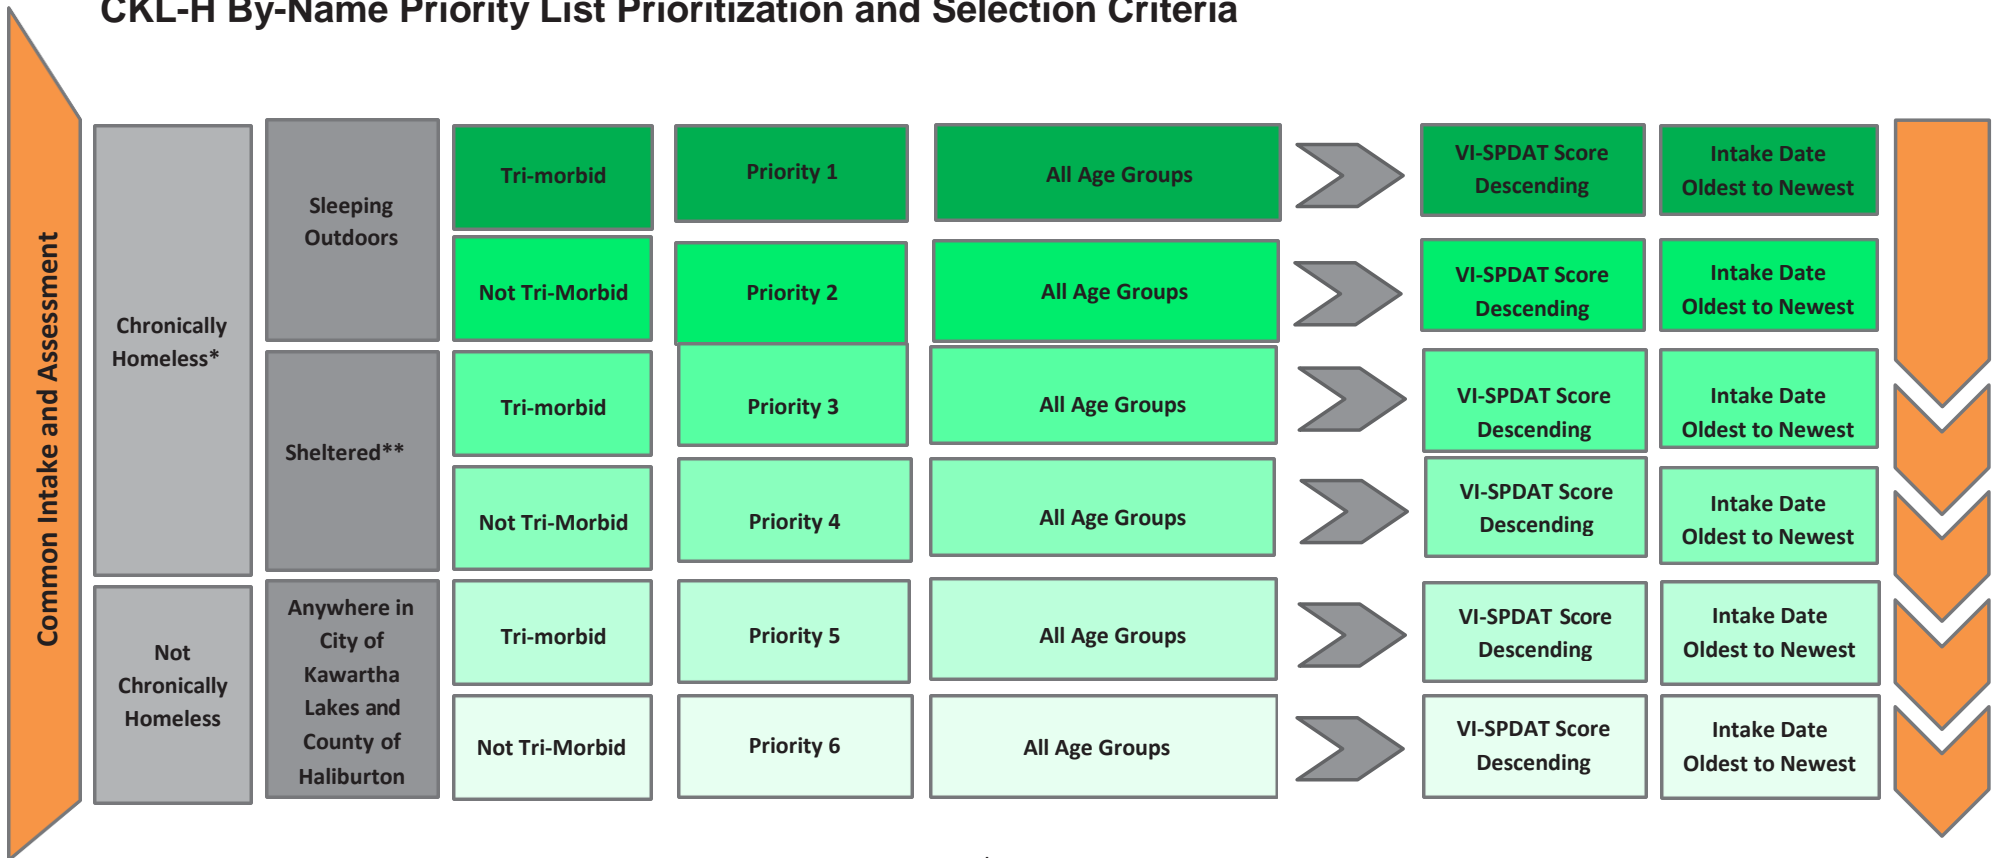 CKL-H By-Name Priority List Prioritization and Selection Criteria
Common Intake and Assessment
Chronically
Homeless*
Sleeping
Outdoors
Tri-morbid
Priority 1
All Age Groups
VI-SPDAT Score
Descending
Intake Date
Oldest to Newest
Not Tri-Morbid
Priority 2
All Age Groups
VI-SPDAT Score
Descending
Intake Date
Oldest to Newest
Sheltered**
Tri-morbid
Priority 3
All Age Groups
VI-SPDAT Score
Descending
Intake Date
Oldest to Newest
Not Tri-Morbid
Priority 4
All Age Groups
VI-SPDAT Score
Descending
Intake Date
Oldest to Newest
Not
Chronically
Homeless
Anywhere in
City of
Kawartha
Lakes and
County of
Haliburton
Tri-morbid
Priority 5
All Age Groups
VI-SPDAT Score
Descending
Intake Date
Oldest to Newest
Not Tri-Morbid
Priority 6
All Age Groups
VI-SPDAT Score
Descending
Intake Date
Oldest to Newest